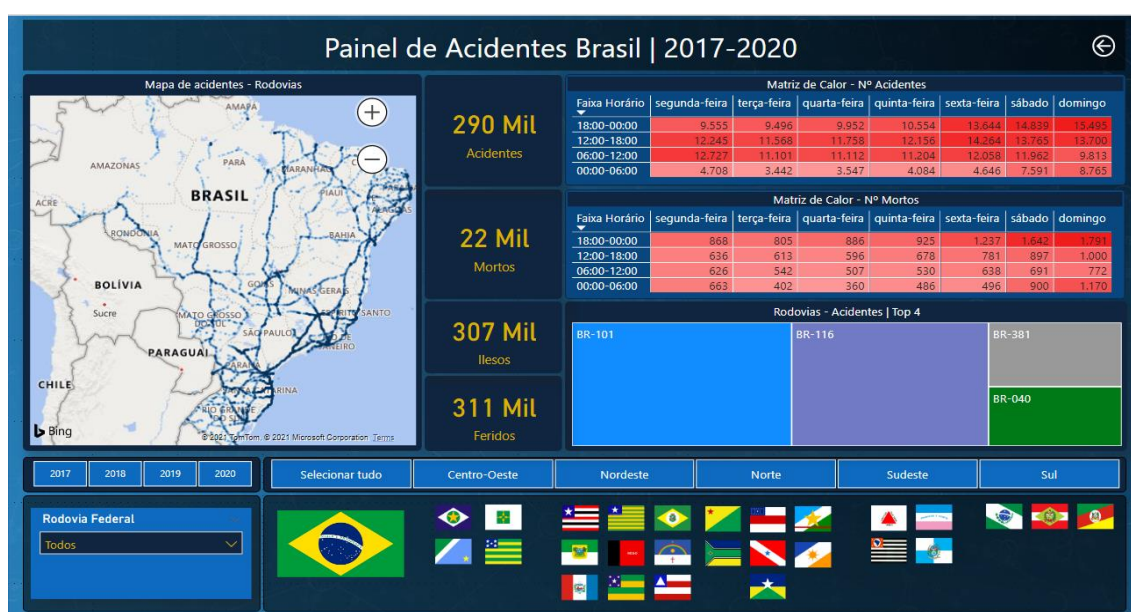 Painel de Acidentes Brasil | 2017-2020
Mapa de acidentes - Rodovias
AMAPÁ
AMAZONAS
PARÁ
MARANHÃO
ACRE
BRASIL
PIAUÍ
ALAGOAS
RONDÔNIA
MATO GROSSO
BAHIA
BOLÍVIA
Sucre
GOIÁS
MINAS GERAIS
ESPÍRITO SANTO
MATO GROSSO
DO SUL
SÃO PAULO
RIO DE
JANEIRO
PARAGUAI
PARANÁ
CHILE
SANTA CATARINA
RIO GRANDE
DO SUL
Bing
© 2021 TomTom, © 2021 Microsoft Corporation Terms
290 Mil
Acidentes
22 Mil
Mortos
307 Mil
Ilesos
311 Mil
Feridos
Matriz de Calor - Nº Acidentes
Faixa Horário segunda-feira terça-feira quarta-feira quinta-feira sexta-feira sábado domingo
18:00-00:00 9.555 9.496 9.952 10.554 13.644 14.839 15.495
12:00-18:00 12.245 11.568 11.758 12.156 14.264 13.765 13.700
06:00-12:00 12.727 11.101 11.112 11.204 12.058 11.962 9.813
00:00-06:00 4.708 3.442 3.547 4.084 4.646 7.591 8.765
Matriz de Calor - Nº Mortos
Faixa Horário segunda-feira terça-feira quarta-feira quinta-feira sexta-feira sábado domingo
18:00-00:00 868 805 886 925 1.237 1.642 1.791
12:00-18:00 636 613 596 678 781 897 1.000
06:00-12:00 626 542 507 530 638 691 772
00:00-06:00 663 402 360 486 496 900 1.170
Rodovias - Acidentes | Top 4
BR-101
BR-116
BR-381
BR-040
2017 2018 2019 2020
Selecionar tudo Centro-Oeste Nordeste Norte Sudeste Sul
Rodovia Federal
Todos